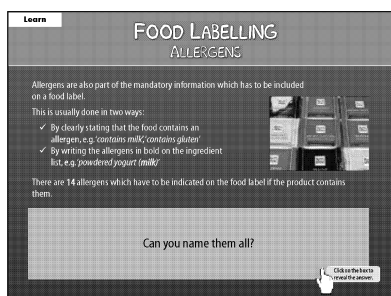 Learn
FOOD LABELLING
ALLERGENS
Allergens are also part of the mandatory information which has to be included
on a food label.
This is usually done in two ways:
✓ By clearly stating that the food contains an
allergen, e.g. 'contains milk', 'contains gluten'
✓ By writing the allergens in bold on the ingredient
list, e.g. 'powdered yogurt (milk)'
There are 14 allergens which have to be indicated on the food label if the product contains
them.
Can you name them all?
Click on the box to
reveal the answer.